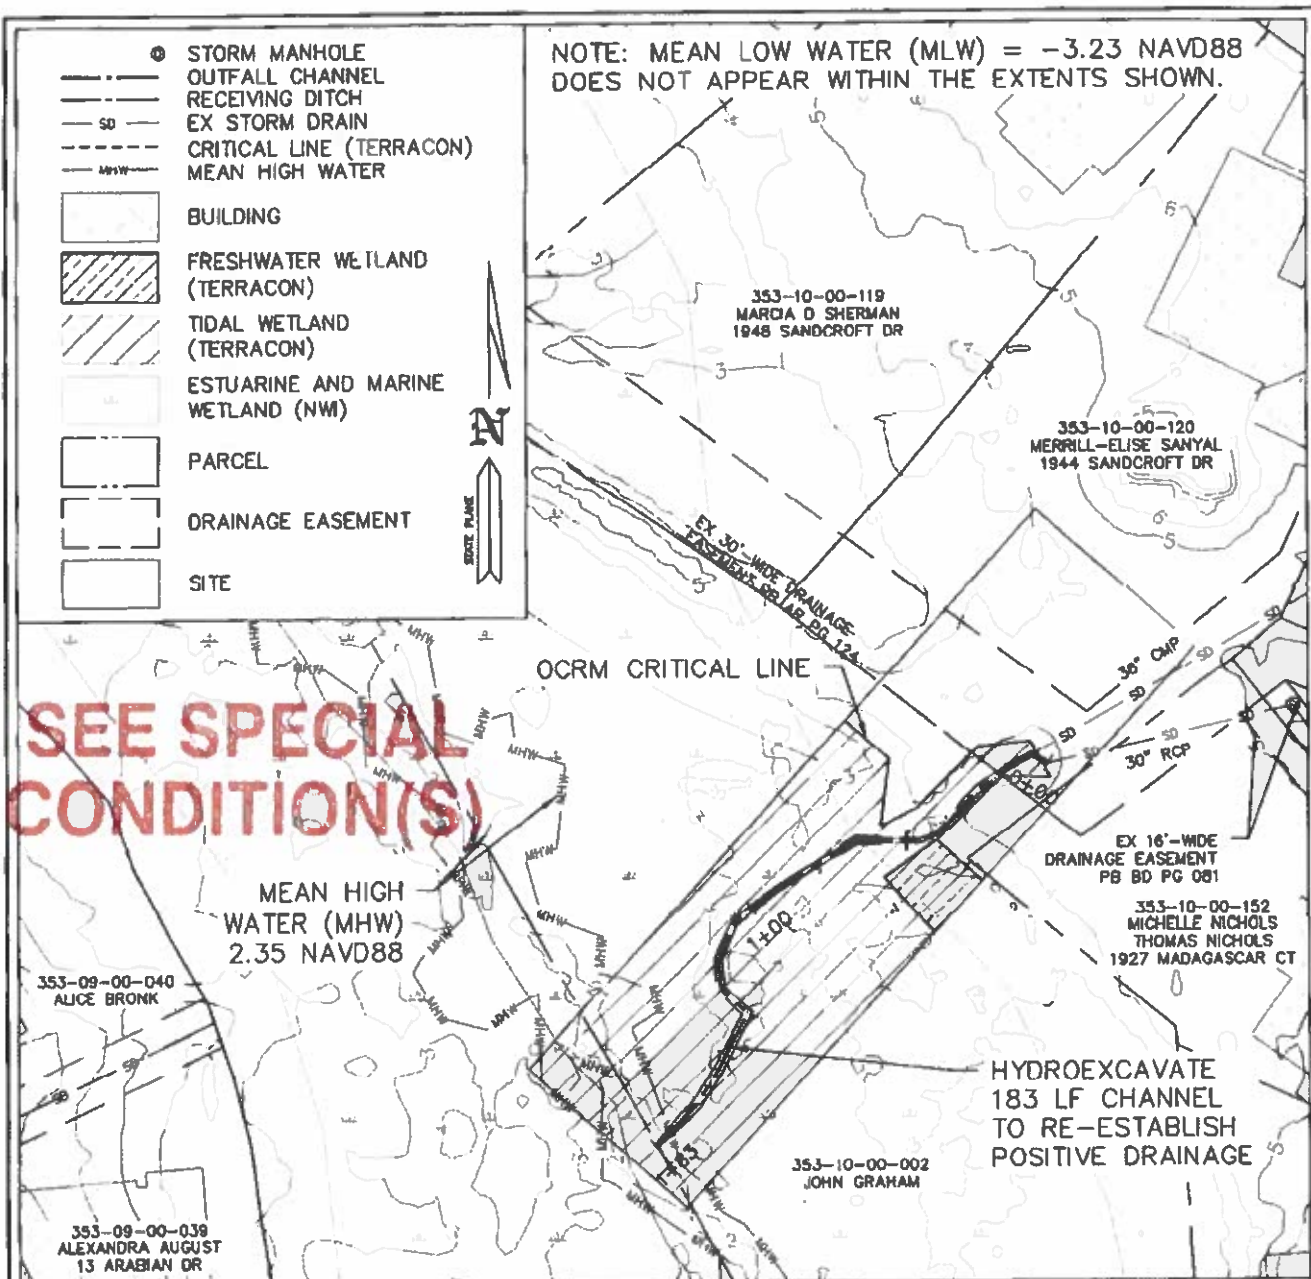 STORM MANHOLE
OUTFALL CHANNEL
RECEIVING DITCH
SD EX STORM DRAIN
CRITICAL LINE (TERRACON)
MHW MEAN HIGH WATER
BUILDING
FRESHWATER WETLAND
(TERRACON)
TIDAL WETLAND
(TERRACON)
ESTUARINE AND MARINE
WETLAND (NWI)
PARCEL
DRAINAGE EASEMENT
SITE
N
STATE PLANE
NOTE: MEAN LOW WATER (MLW) = -3.23 NAVD88
DOES NOT APPEAR WITHIN THE EXTENTS SHOWN.
353-10-00-119
MARCIA D SHERMAN
1948 SANDCROFT DR
353-10-00-120
MERRILL-ELISE SANYAL
1944 SANDCROFT DR
EX 30'-WIDE DRAINAGE
EASEMENT PB AR PG 124
OCRM CRITICAL LINE
36" CMP
30" RCP
SEE SPECIAL
CONDITION(S)
0+00
1+00
EX 16'-WIDE
DRAINAGE EASEMENT
PB BD PG 081
MEAN HIGH
WATER (MHW)
2.35 NAVD88
353-10-00-152
MICHELLE NICHOLS
THOMAS NICHOLS
1927 MADAGASCAR CT
353-09-00-040
ALICE BRONK
HYDROEXCAVATE
183 LF CHANNEL
TO RE-ESTABLISH
POSITIVE DRAINAGE
353-10-00-002
JOHN GRAHAM
353-09-00-039
ALEXANDRA AUGUST
13 ARABIAN DR